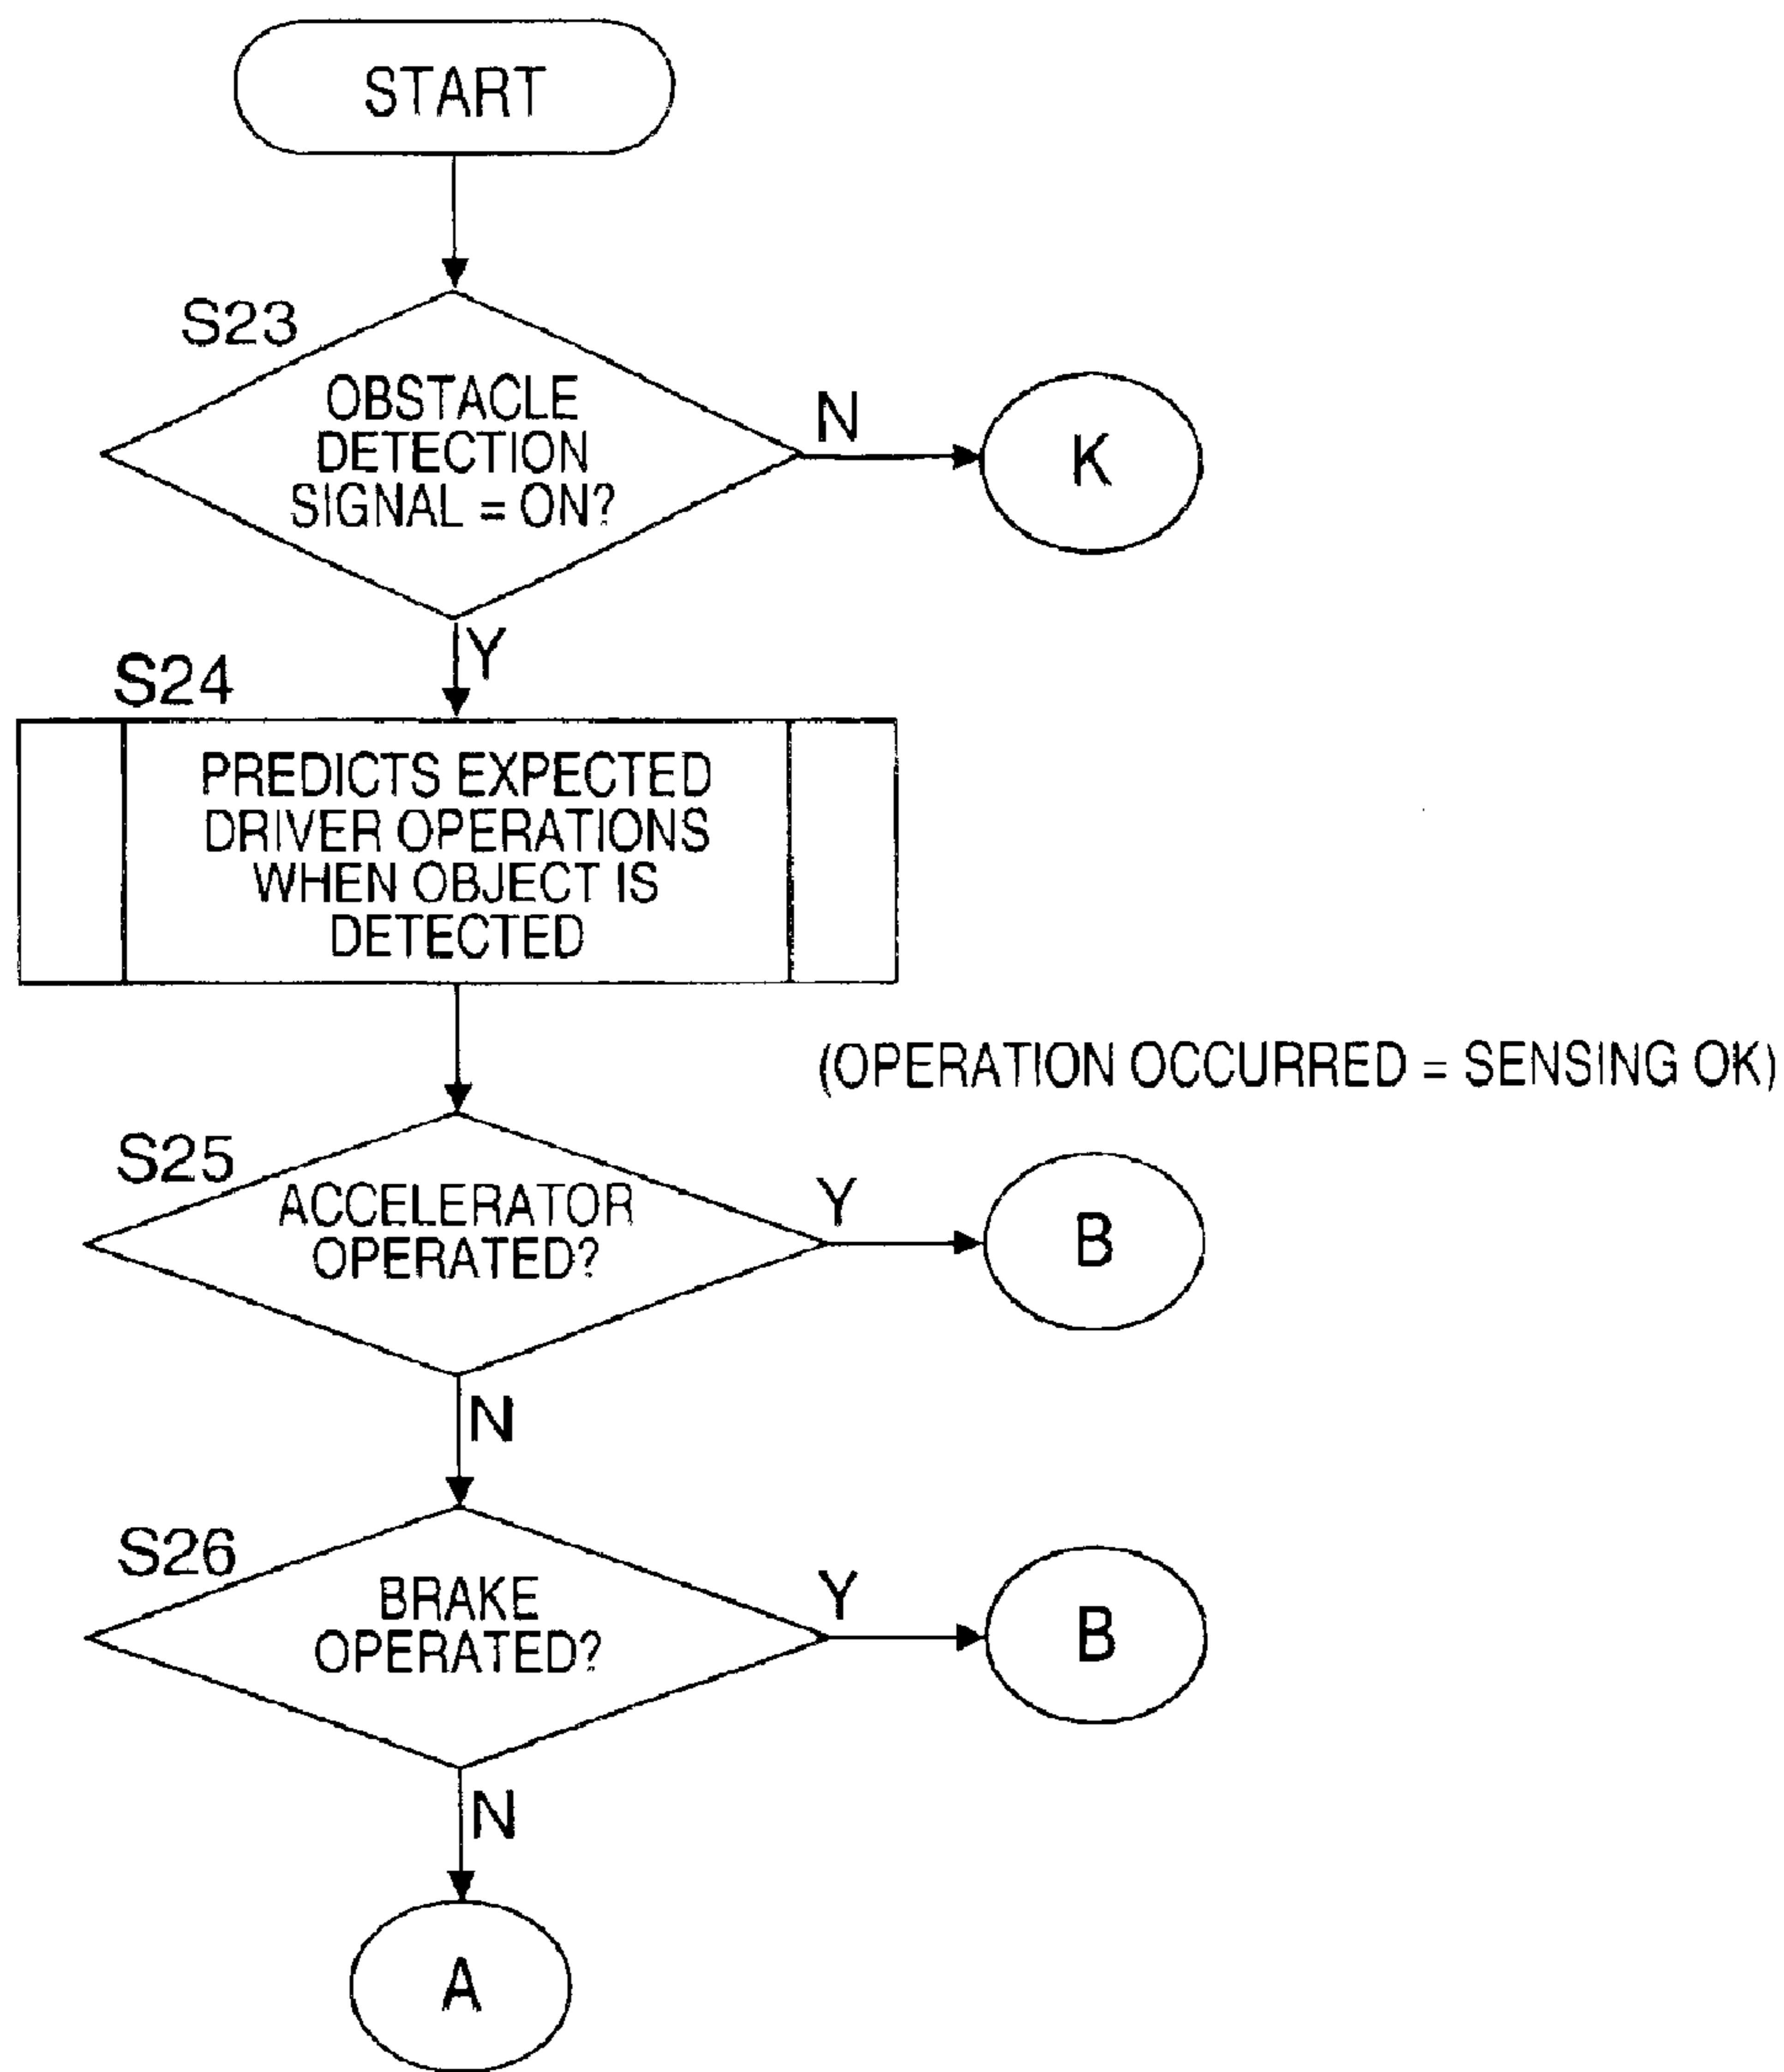 START
S23
OBSTACLE
DETECTION
SIGNAL = ON?
N
K
Y
S24
PREDICTS EXPECTED
DRIVER OPERATIONS
WHEN OBJECT IS
DETECTED
(OPERATION OCCURRED = SENSING OK)
S25
ACCELERATOR
OPERATED?
Y
B
N
S26
BRAKE
OPERATED?
Y
B
N
A